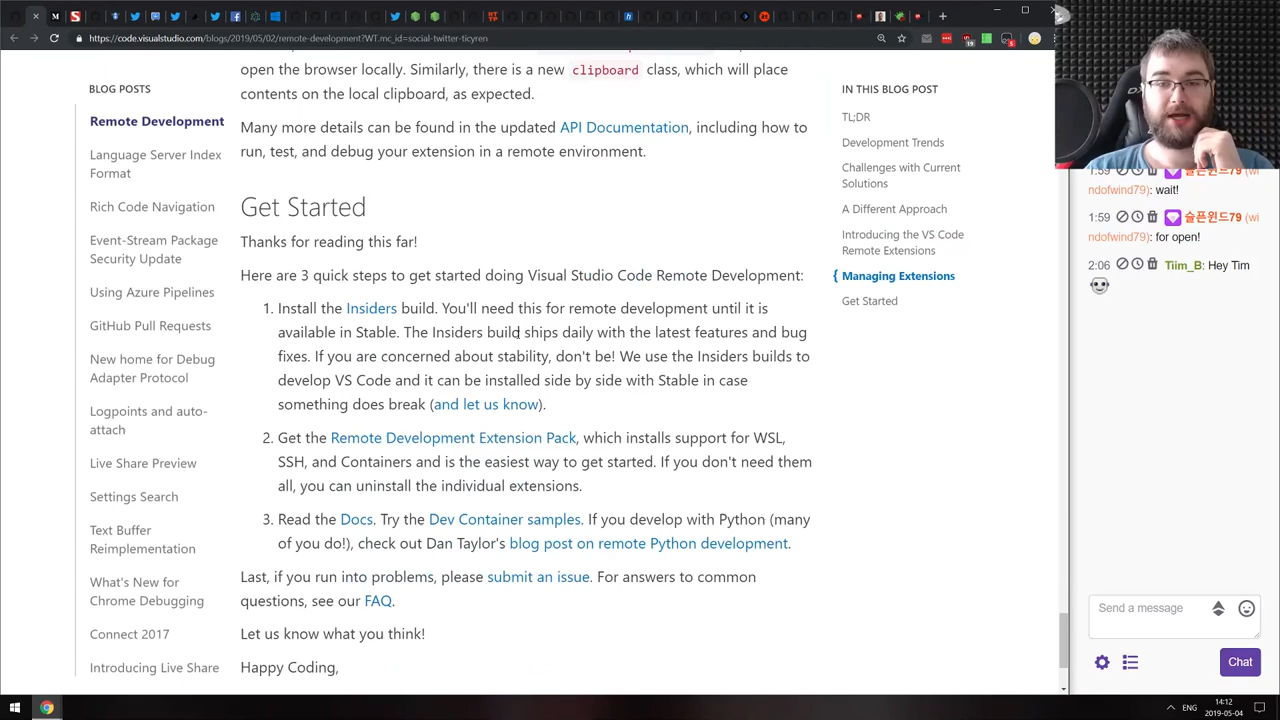 https://code.visualstudio.com/blogs/2019/05/02/remote-development?WT.mc_id=social-twitter-ticyren
BLOG POSTS
Remote Development
Language Server Index
Format
Rich Code Navigation
Event-Stream Package
Security Update
Using Azure Pipelines
GitHub Pull Requests
New home for Debug
Adapter Protocol
Logpoints and auto-
attach
Live Share Preview
Settings Search
Text Buffer
Reimplementation
What's New for
Chrome Debugging
Connect 2017
Introducing Live Share
open the browser locally. Similarly, there is a new clipboard class, which will place
contents on the local clipboard, as expected.
Many more details can be found in the updated API Documentation, including how to
run, test, and debug your extension in a remote environment.
Get Started
Thanks for reading this far!
Here are 3 quick steps to get started doing Visual Studio Code Remote Development:
1. Install the Insiders build. You'll need this for remote development until it is
available in Stable. The Insiders build ships daily with the latest features and bug
fixes. If you are concerned about stability, don't be! We use the Insiders builds to
develop VS Code and it can be installed side by side with Stable in case
something does break (and let us know).
2. Get the Remote Development Extension Pack, which installs support for WSL,
SSH, and Containers and is the easiest way to get started. If you don't need them
all, you can uninstall the individual extensions.
3. Read the Docs. Try the Dev Container samples. If you develop with Python (many
of you do!), check out Dan Taylor's blog post on remote Python development.
Last, if you run into problems, please submit an issue. For answers to common
questions, see our FAQ.
Let us know what you think!
Happy Coding,
IN THIS BLOG POST
TL;DR
Development Trends
Challenges with Current
Solutions
A Different Approach
Introducing the VS Code
Remote Extensions
{ Managing Extensions
Get Started
1:59 슬픈윈드79 (wi
ndofwind79): wait!
1:59 슬픈윈드79 (wi
ndofwind79): for open!
2:06 Tiim_B: Hey Tim
Send a message
Chat
ENG
14:12
2019-05-04